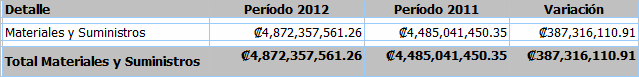 Detalle Período 2012 Período 2011 Variación
Materiales y Suministros ₡4,872,357,561.26 ₡4,485,041,450.35 ₡387,316,110.91
Total Materiales y Suministros ₡4,872,357,561.26 ₡4,485,041,450.35 ₡387,316,110.91